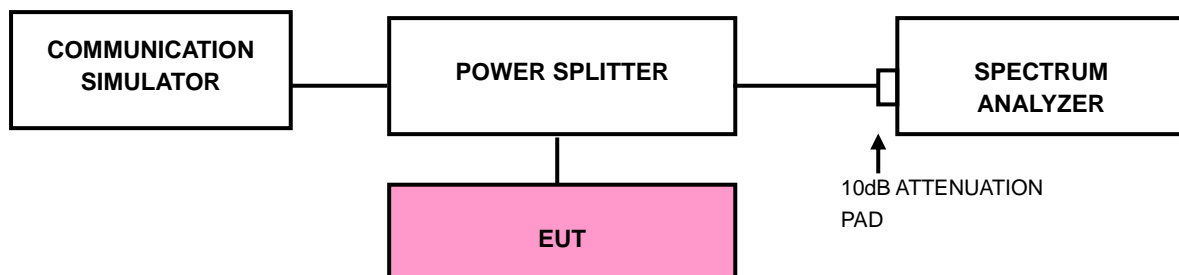 COMMUNICATION
SIMULATOR
POWER SPLITTER
SPECTRUM
ANALYZER
10dB ATTENUATION
PAD
EUT